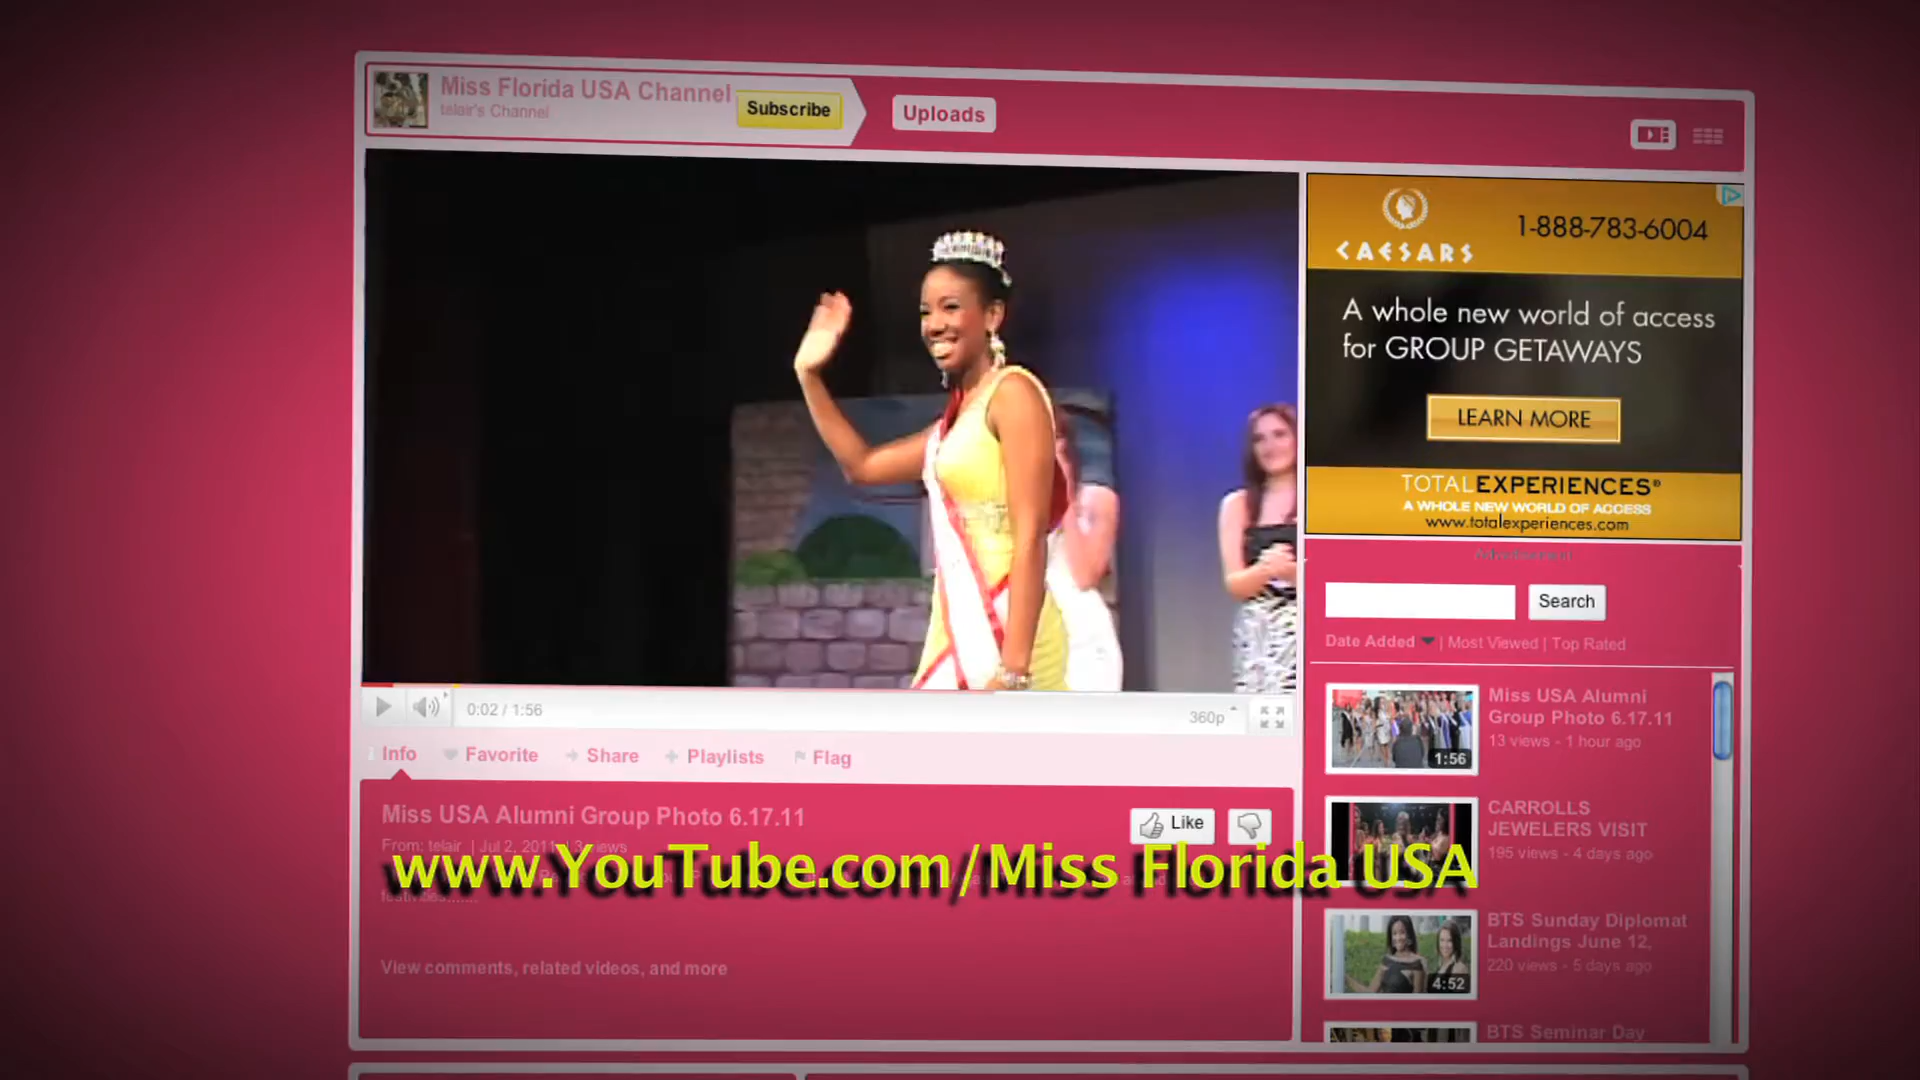 Miss Florida USA Channel
telair's Channel
Subscribe
Uploads
CAESARS
1-888-783-6004
A whole new world of access
for GROUP GETAWAYS
LEARN MORE
TOTALEXPERIENCES®
A WHOLE NEW WORLD OF ACCESS
www.totalexperiences.com
Advertisement
Search
Date Added | Most Viewed | Top Rated
0:02 / 1:56
360p
Info
Favorite
Share
Playlists
Flag
Miss USA Alumni Group Photo 6.17.11
From: telair | Jul 2, 2011 | 3 views
Like
www.YouTube.com/Miss Florida USA
View comments, related videos, and more
Miss USA Alumni
Group Photo 6.17.11
13 views - 1 hour ago
1:56
CARROLLS
JEWELERS VISIT
195 views - 4 days ago
BTS Sunday Diplomat
Landings June 12,
220 views - 5 days ago
4:52
BTS Seminar Day